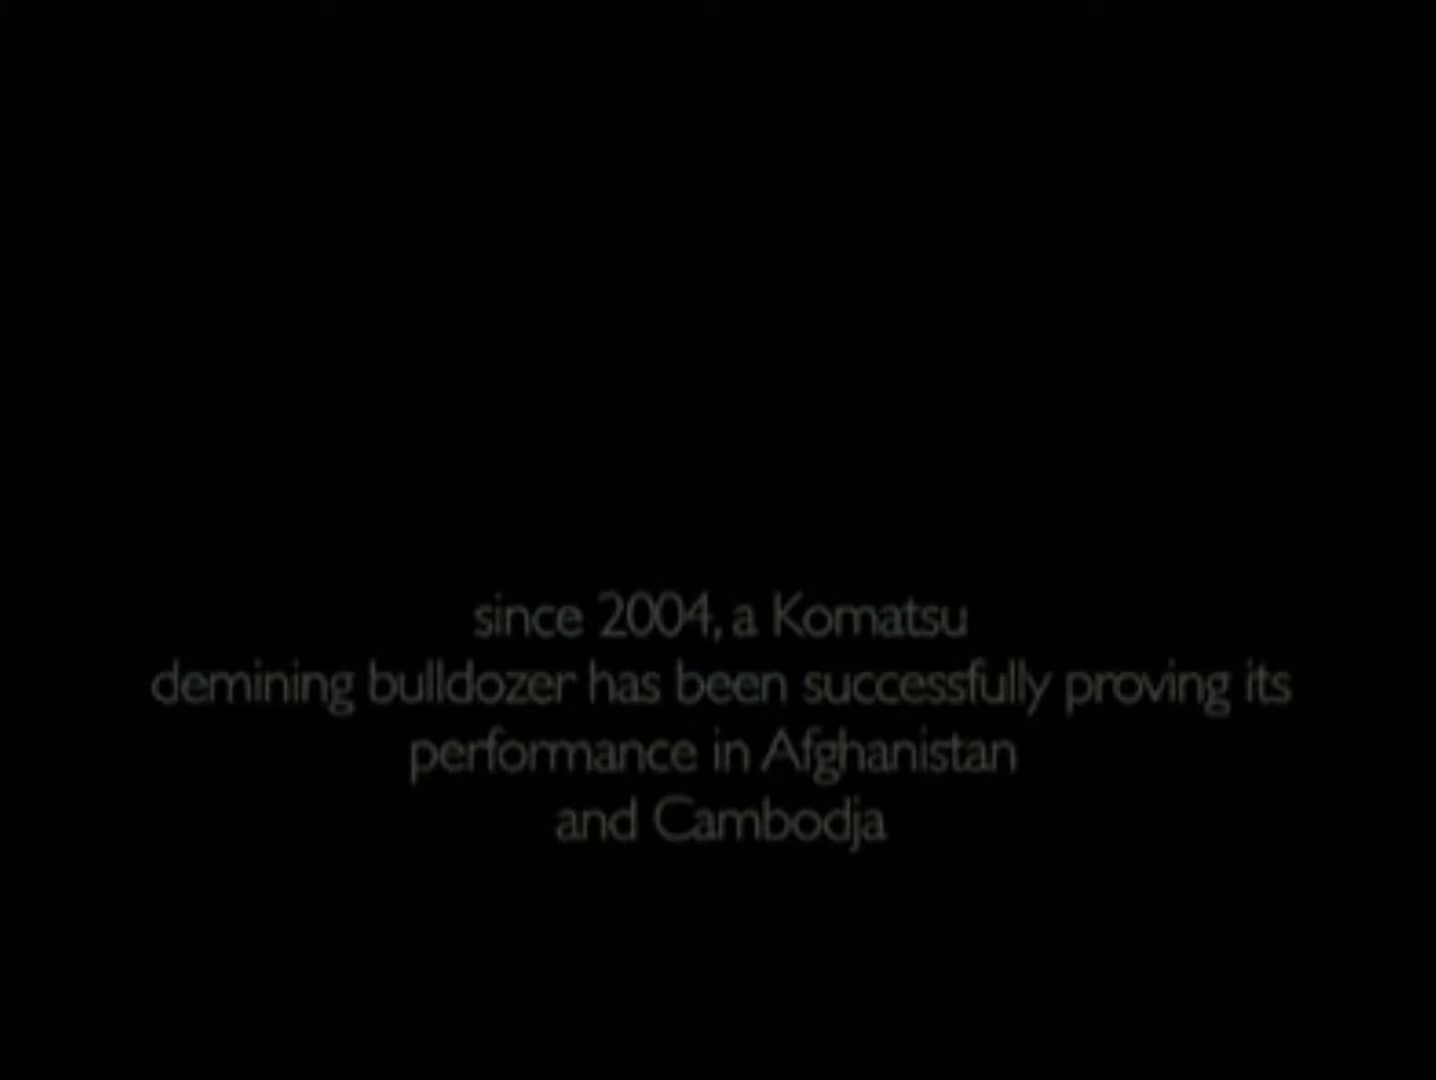 since 2004, a Komatsu
demining bulldozer has been successfully proving its
performance in Afghanistan
and Cambodja